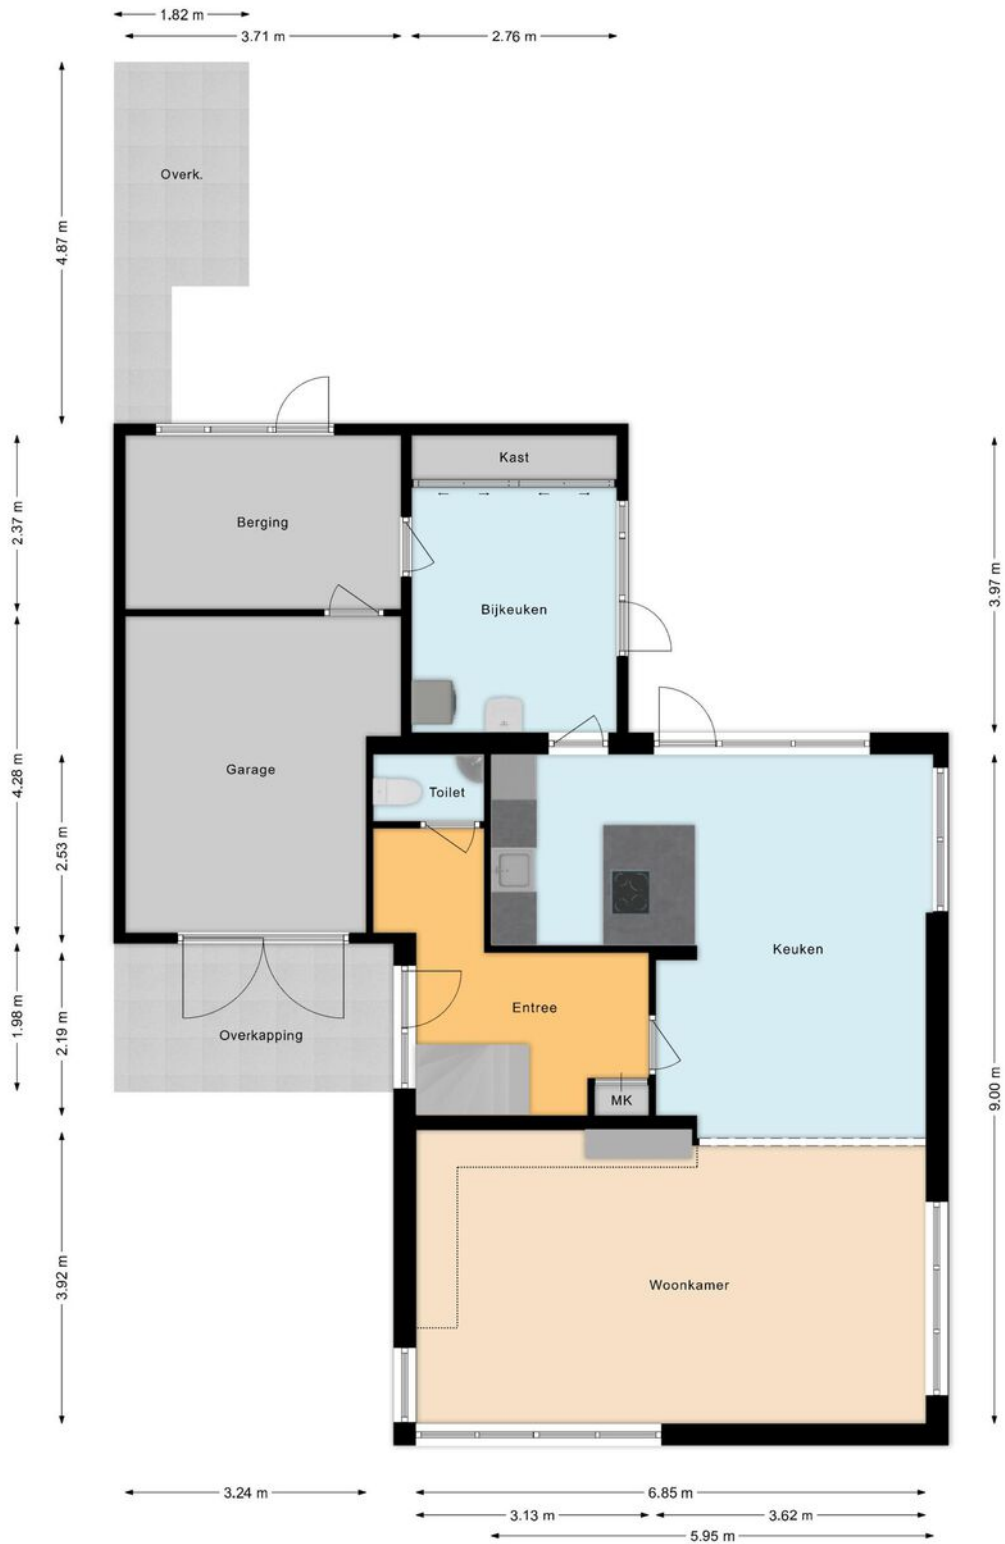 1.82 m
3.71 m
2.76 m
Overk.
4.87 m
Kast
Berging
2.37 m
3.97 m
Bijkeuken
Garage
4.28 m
Toilet
2.53 m
Keuken
Entree
1.98 m
2.19 m
Overkapping
MK
9.00 m
3.92 m
Woonkamer
3.24 m
6.85 m
3.13 m
3.62 m
5.95 m